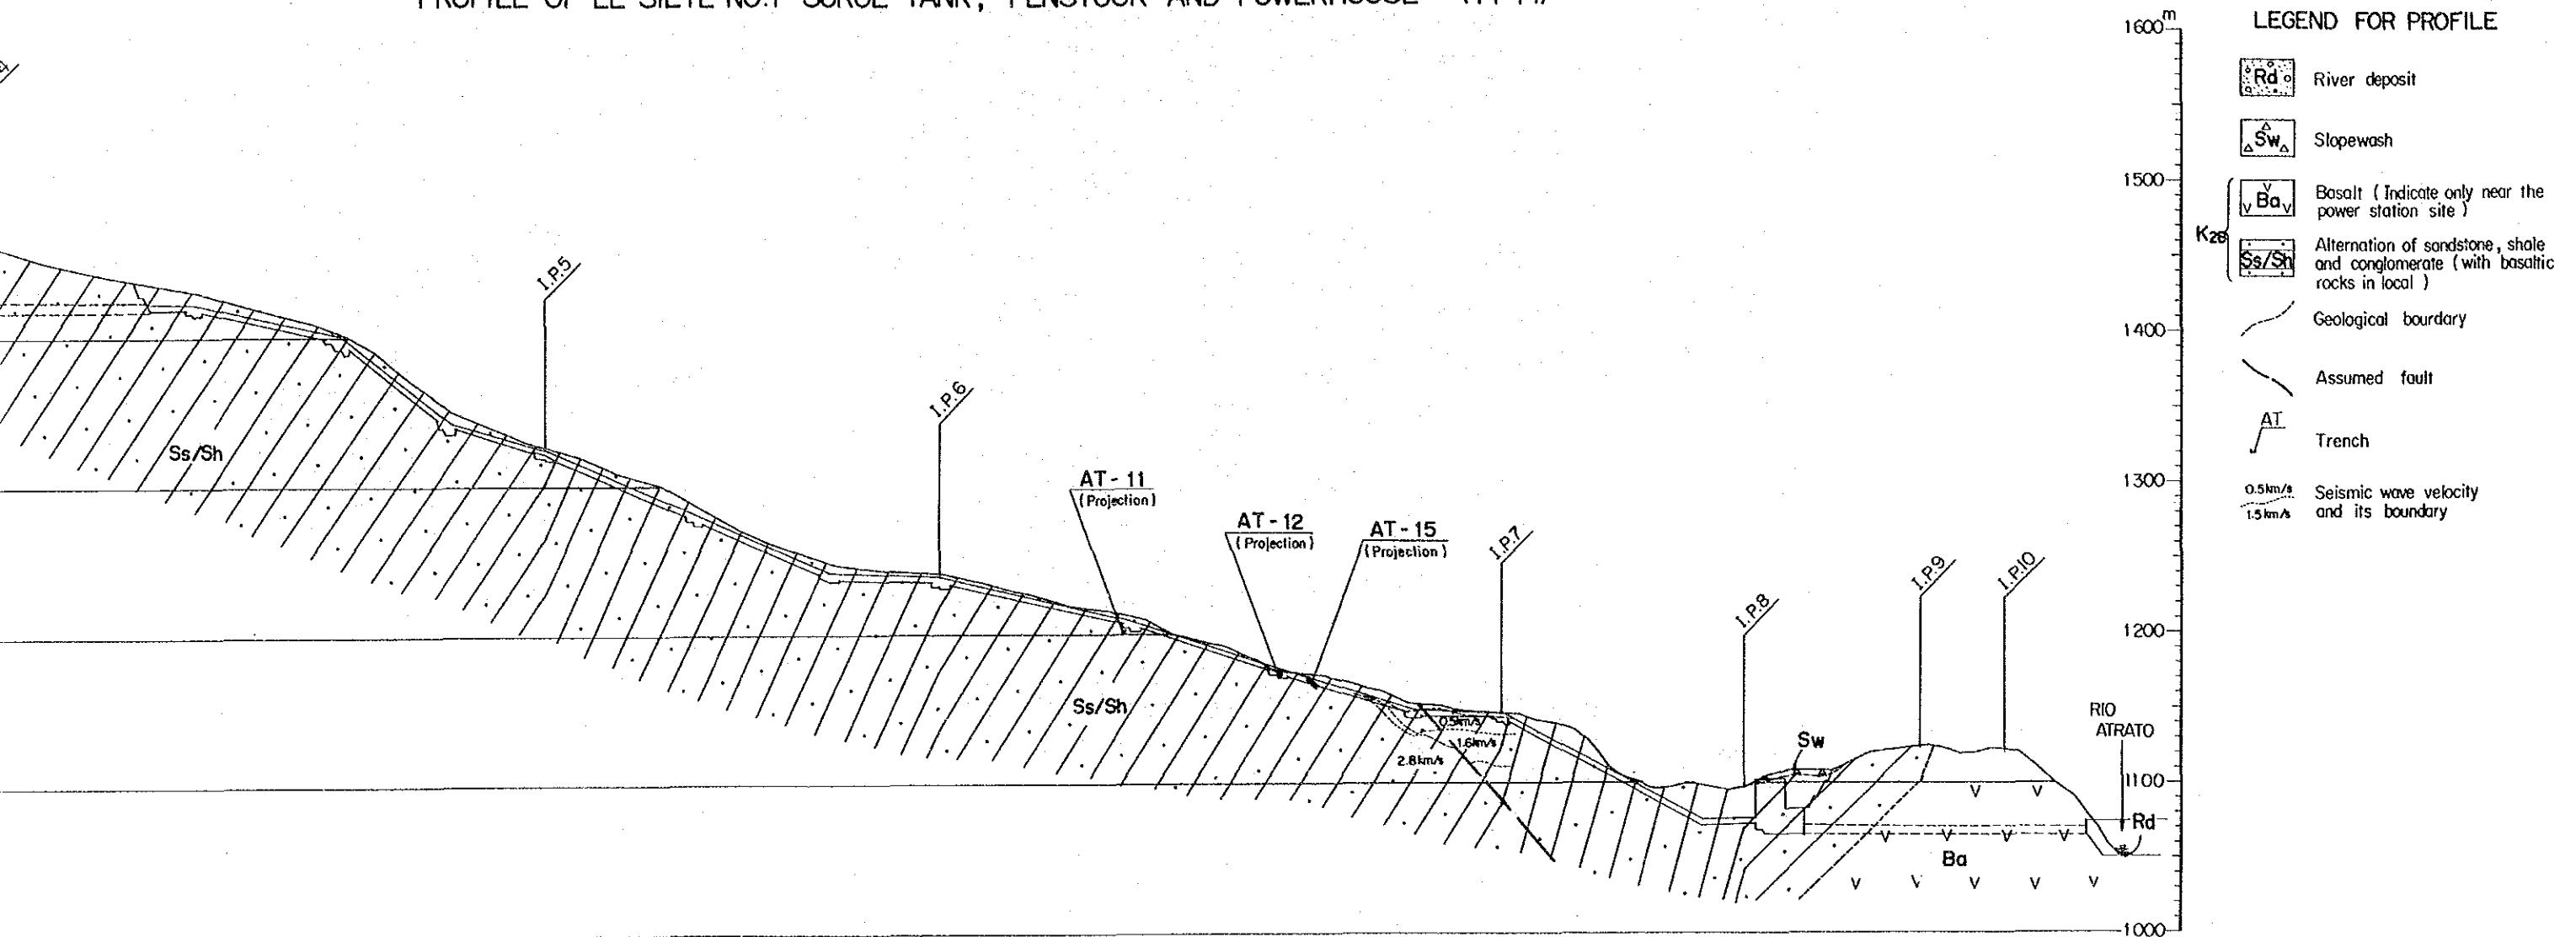 PROFILE OF EL SIETE NO.1 SURGE TANK, PENSTOCK AND POWERHOUSE
1600m
1500
1400
1300
1200
1100
1000
I.P.5
I.P.6
AT-11
(Projection)
AT-12
(Projection)
AT-15
(Projection)
I.P.7
I.P.8
I.P.9
I.P.10
RIO
ATRATO
Ss/Sh
Ss/Sh
0.5km/s
1.6km/s
2.8km/s
Sw
Rd
Ba
LEGEND FOR PROFILE
Rd River deposit
Sw Slopewash
K2B
Ba Basalt (Indicate only near the
power station site)
Ss/Sh Alternation of sandstone, shale
and conglomerate (with basaltic
rocks in local)
Geological bourdary
Assumed fault
AT
Trench
0.5km/s Seismic wave velocity
1.5km/s and its boundary